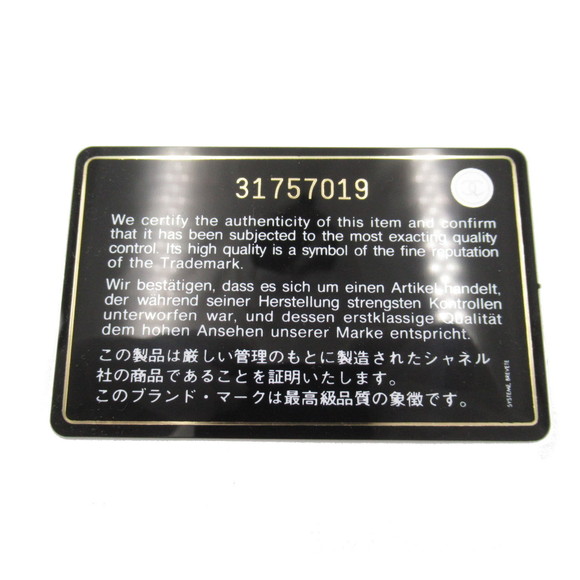 31757019
We certify the authenticity of this item and confirm
that it has been subjected to the most exacting quality
control. Its high quality is a symbol of the fine reputation
of the Trademark.
Wir bestätigen, dass es sich um einen Artikel handelt,
der während seiner Herstellung strengsten Kontrollen
unterworfen war, und dessen erstklassige Qualität
dem hohen Ansehen unserer Marke entspricht.
この製品は厳しい管理のもとに製造されたシャネル
社の商品であることを証明いたします。
このブランド・マークは最高級品質の象徴です。
SYSTEME BREVETE